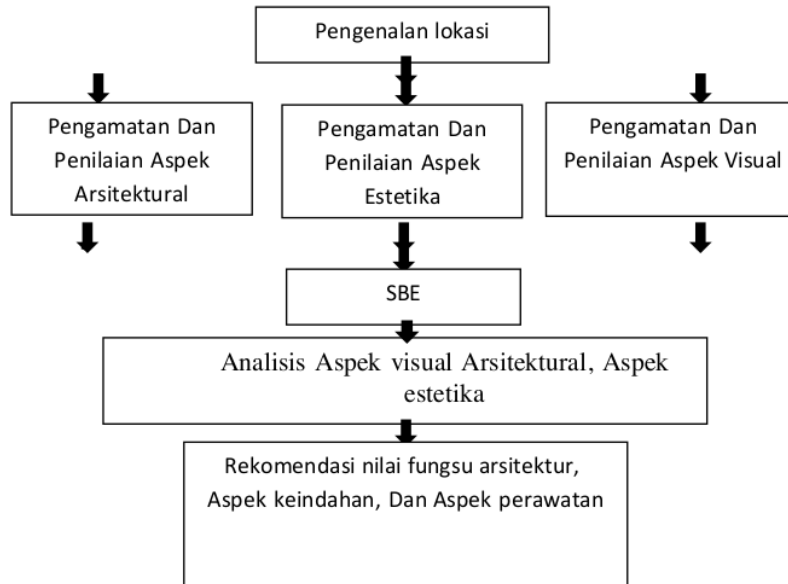 Pengenalan lokasi
Pengamatan Dan
Penilaian Aspek
Arsitektural
Pengamatan Dan
Penilaian Aspek
Estetika
Pengamatan Dan
Penilaian Aspek Visual
SBE
Analisis Aspek visual Arsitektural, Aspek
estetika
Rekomendasi nilai fungsu arsitektur,
Aspek keindahan, Dan Aspek perawatan